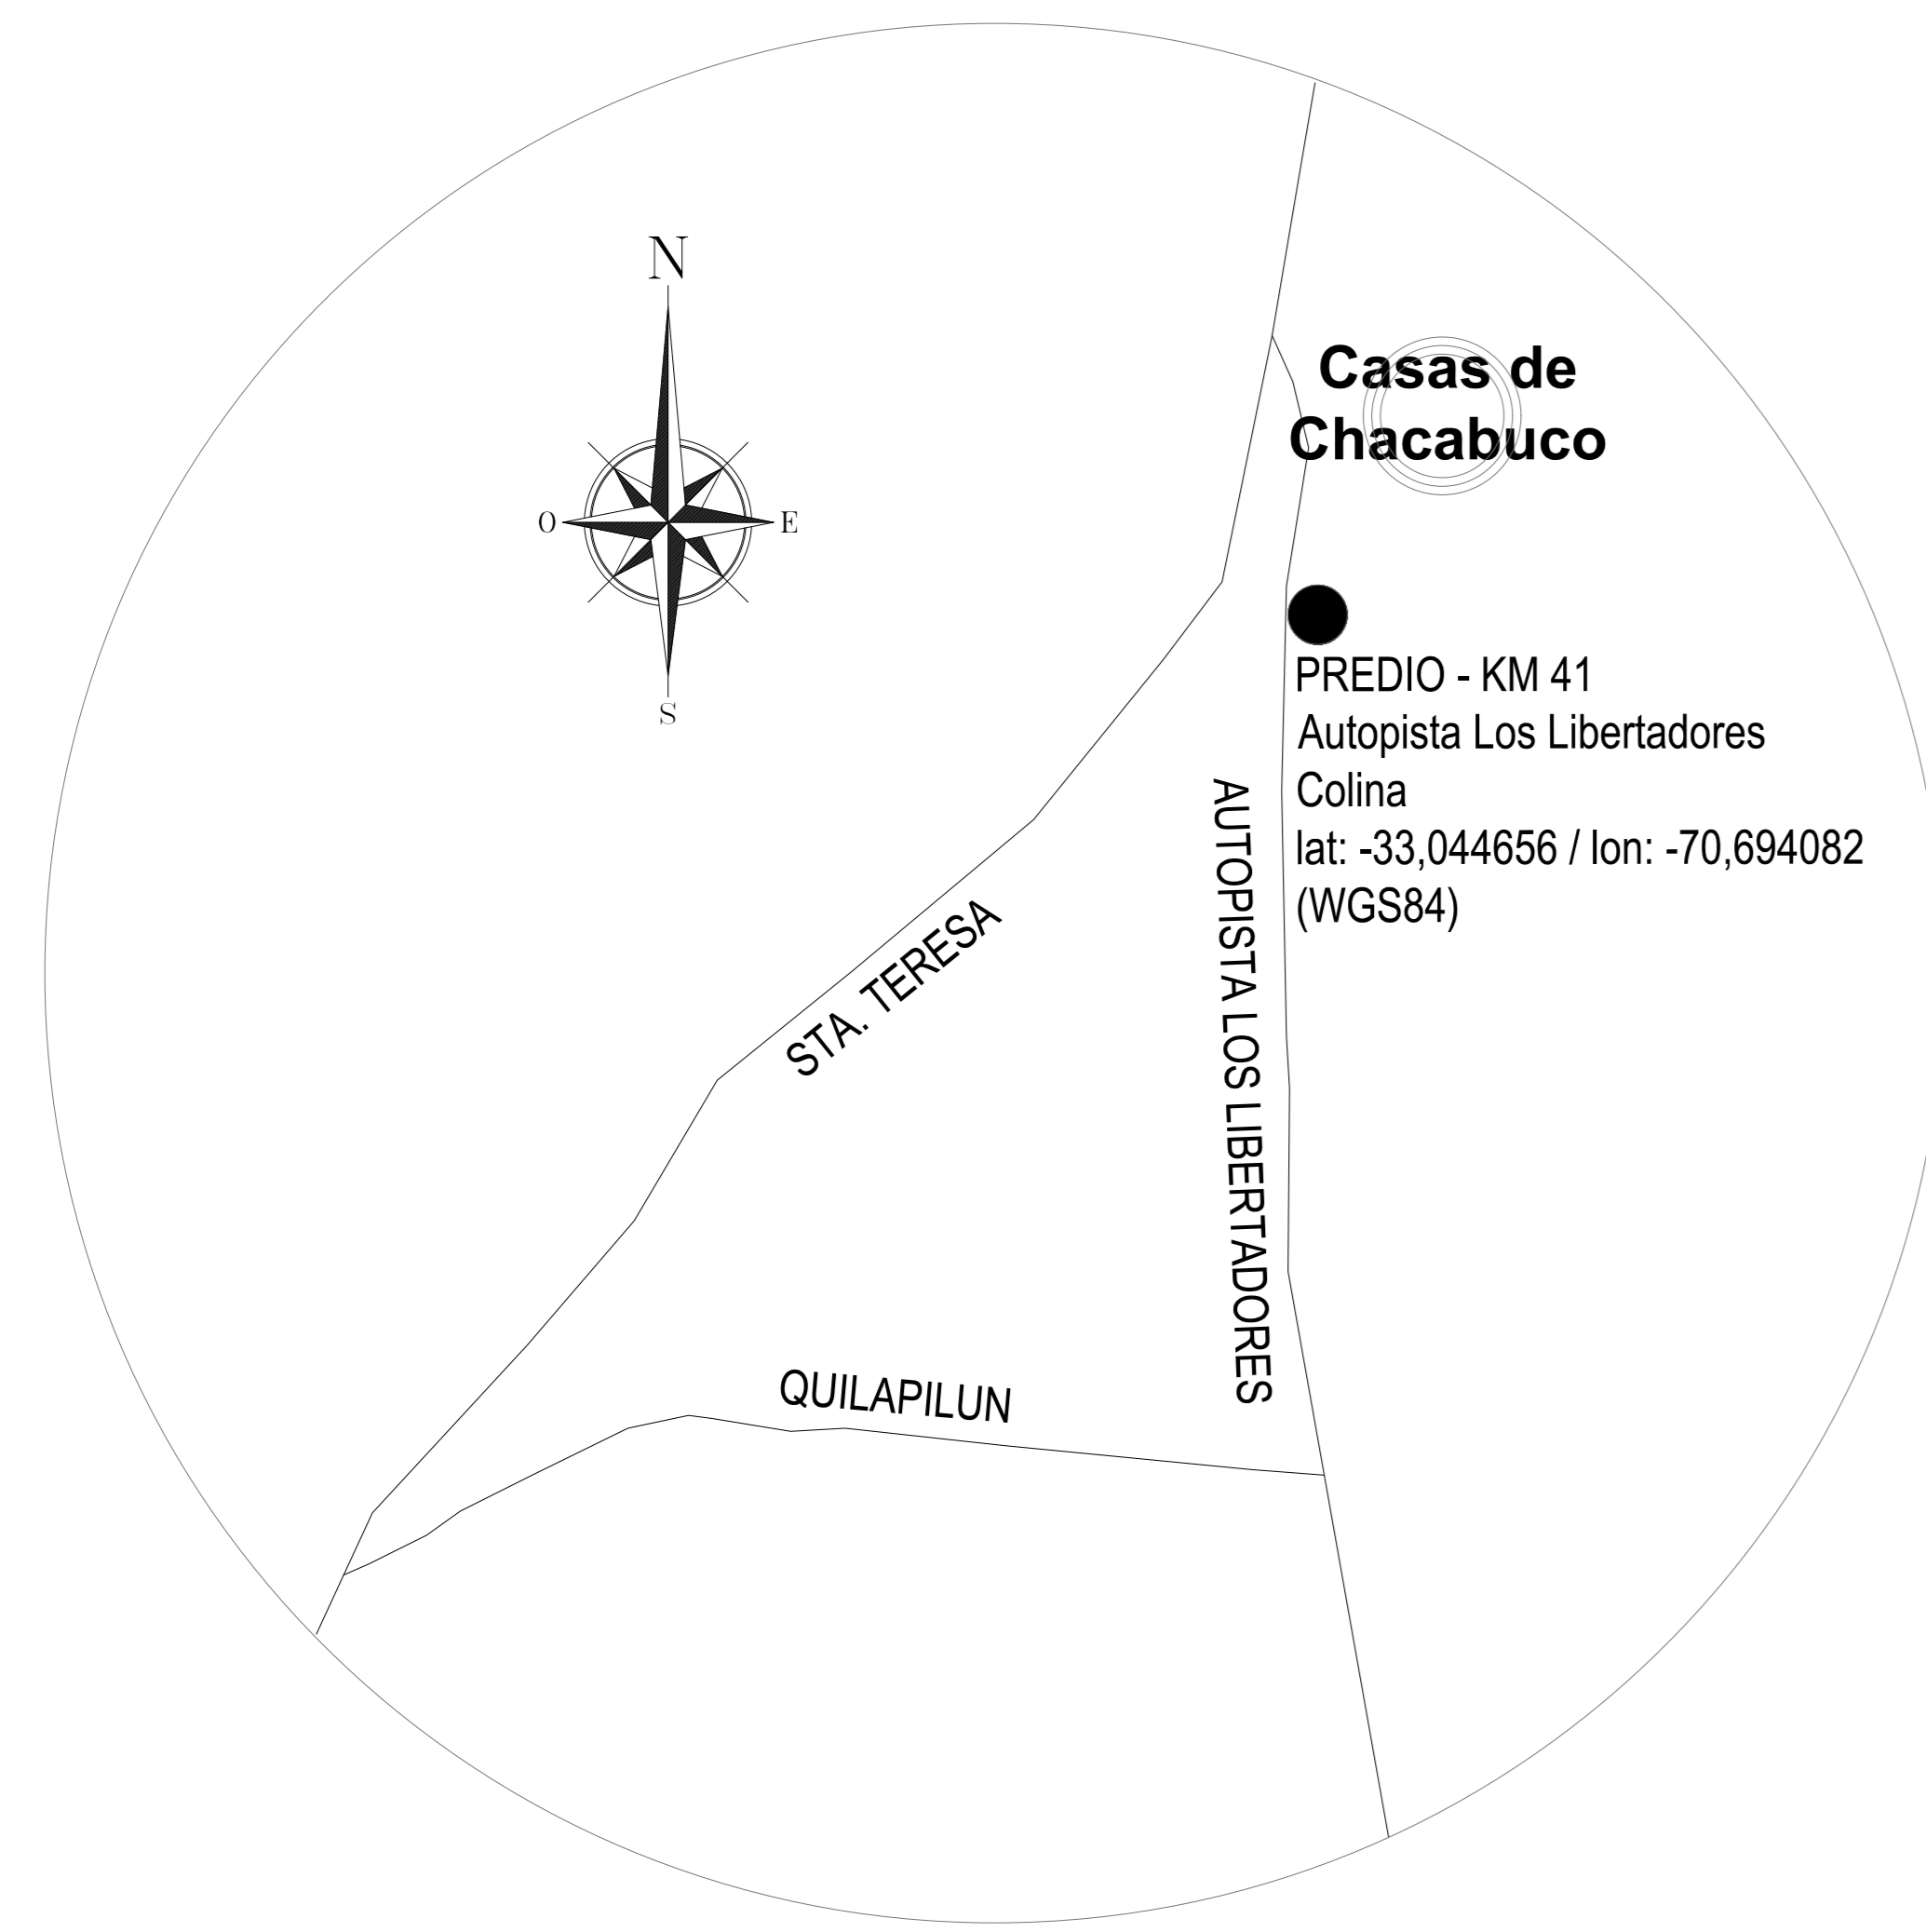 N
Casas de
Chacabuco
O
E
S
PREDIO - KM 41
Autopista Los Libertadores
Colina
lat: -33,044656 / lon: -70,694082
(WGS84)
AUTOPISTA LOS LIBERTADORES
STA. TERESA
QUILAPILUN